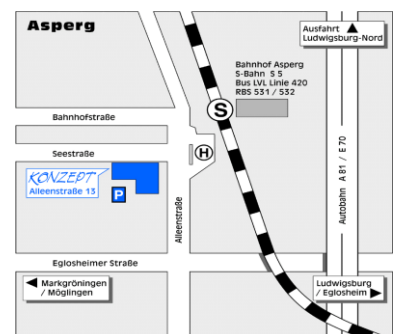 Asperg
Ausfahrt
Ludwigsburg-Nord
Bahnhof Asperg
S-Bahn S 5
Bus LVL Linie 420
RBS 531 / 532
S
Bahnhofstraße
Seestraße
H
KONZEPT
Alleenstraße 13
P
Alleenstraße
Autobahn A 81 / E 70
Eglosheimer Straße
Markgröningen
/ Möglingen
Ludwigsburg
/ Eglosheim